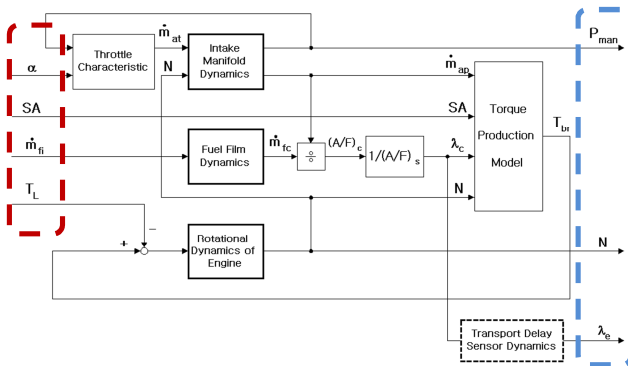 ṁat
Pman
Throttle
Characteristic
Intake
Manifold
Dynamics
α
N
ṁap
SA
SA
Torque
Production
Model
Tbr
ṁfi
Fuel Film
Dynamics
ṁfc
÷
(A/F)c
1/(A/F)s
λc
N
TL
−
+
Rotational
Dynamics of
Engine
N
Transport Delay
Sensor Dynamics
λe